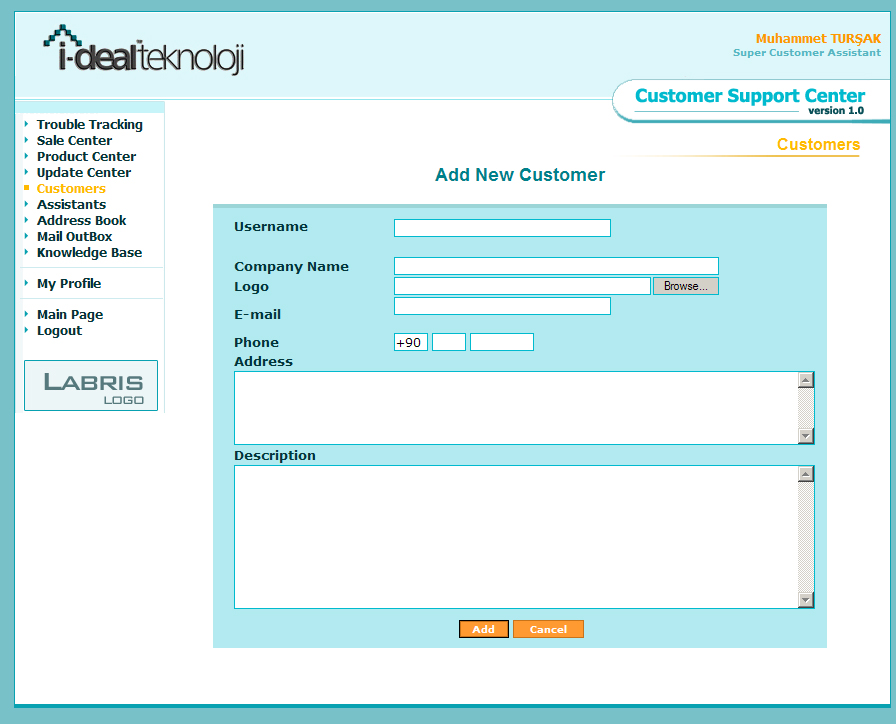 i-dealteknoloji
Muhammet TURŞAK
Super Customer Assistant
Customer Support Center
version 1.0
Trouble Tracking
Sale Center
Product Center
Update Center
Customers
Assistants
Address Book
Mail OutBox
Knowledge Base
My Profile
Main Page
Logout
LABRIS
LOGO
Customers
Add New Customer
Username
Company Name
Logo Browse...
E-mail
Phone +90
Address
Description
Add Cancel